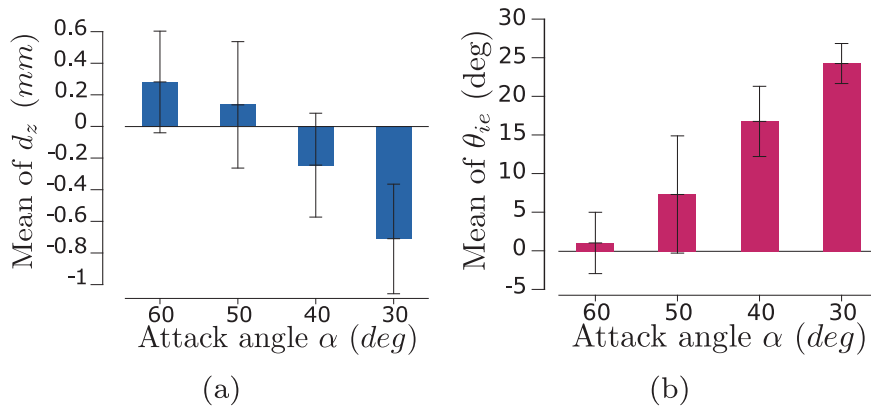 Mean of d_z (mm)
0.6
0.4
0.2
0
-0.2
-0.4
-0.6
-0.8
-1
60 50 40 30
Attack angle α (deg)
(a)
Mean of θ_ie (deg)
30
25
20
15
10
5
0
-5
60 50 40 30
Attack angle α (deg)
(b)